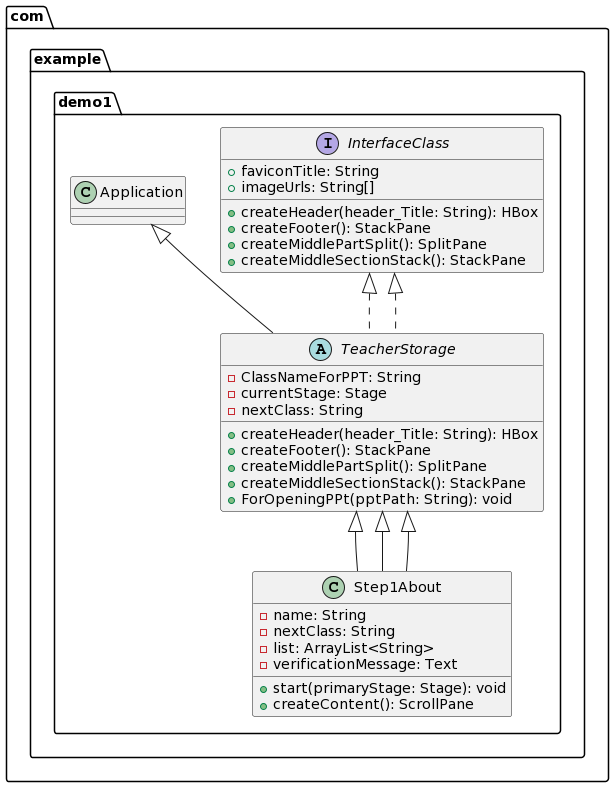 com
example
demo1
I InterfaceClass
faviconTitle: String
imageUrls: String[]
createHeader(header_Title: String): HBox
createFooter(): StackPane
createMiddlePartSplit(): SplitPane
createMiddleSectionStack(): StackPane
C Application
A TeacherStorage
ClassNameForPPT: String
currentStage: Stage
nextClass: String
createHeader(header_Title: String): HBox
createFooter(): StackPane
createMiddlePartSplit(): SplitPane
createMiddleSectionStack(): StackPane
ForOpeningPPt(pptPath: String): void
C Step1About
name: String
nextClass: String
list: ArrayList<String>
verificationMessage: Text
start(primaryStage: Stage): void
createContent(): ScrollPane